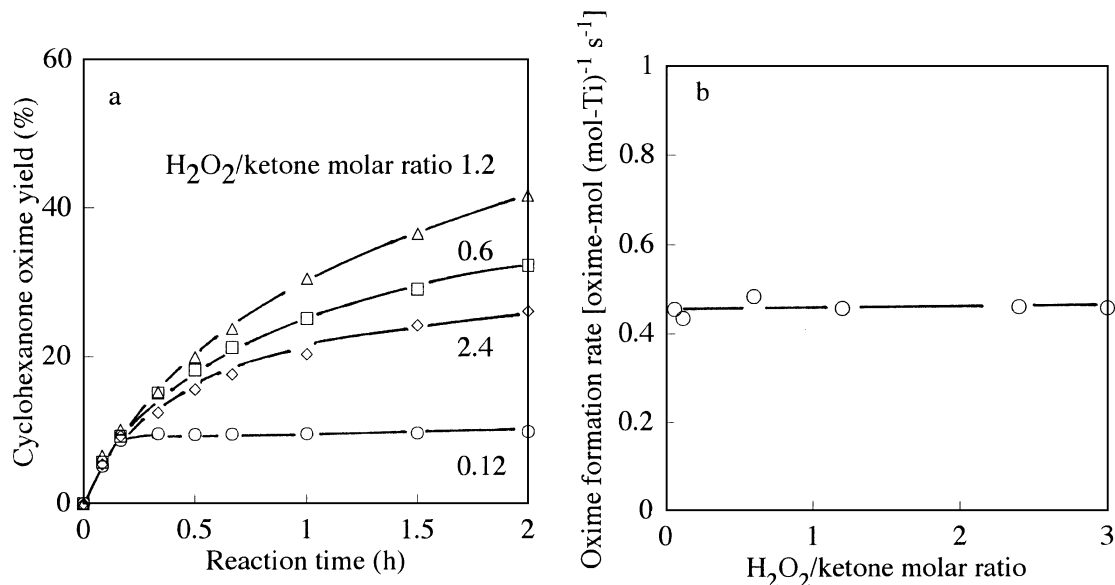 60
40
20
0
Cyclohexanone oxime yield (%)
a
H2O2/ketone molar ratio 1.2
0.6
2.4
0.12
0 0.5 1 1.5 2
Reaction time (h)
Oxime formation rate [oxime-mol (mol-Ti)-1 s-1]
1
0.8
0.6
0.4
0.2
0
b
0 1 2 3
H2O2/ketone molar ratio